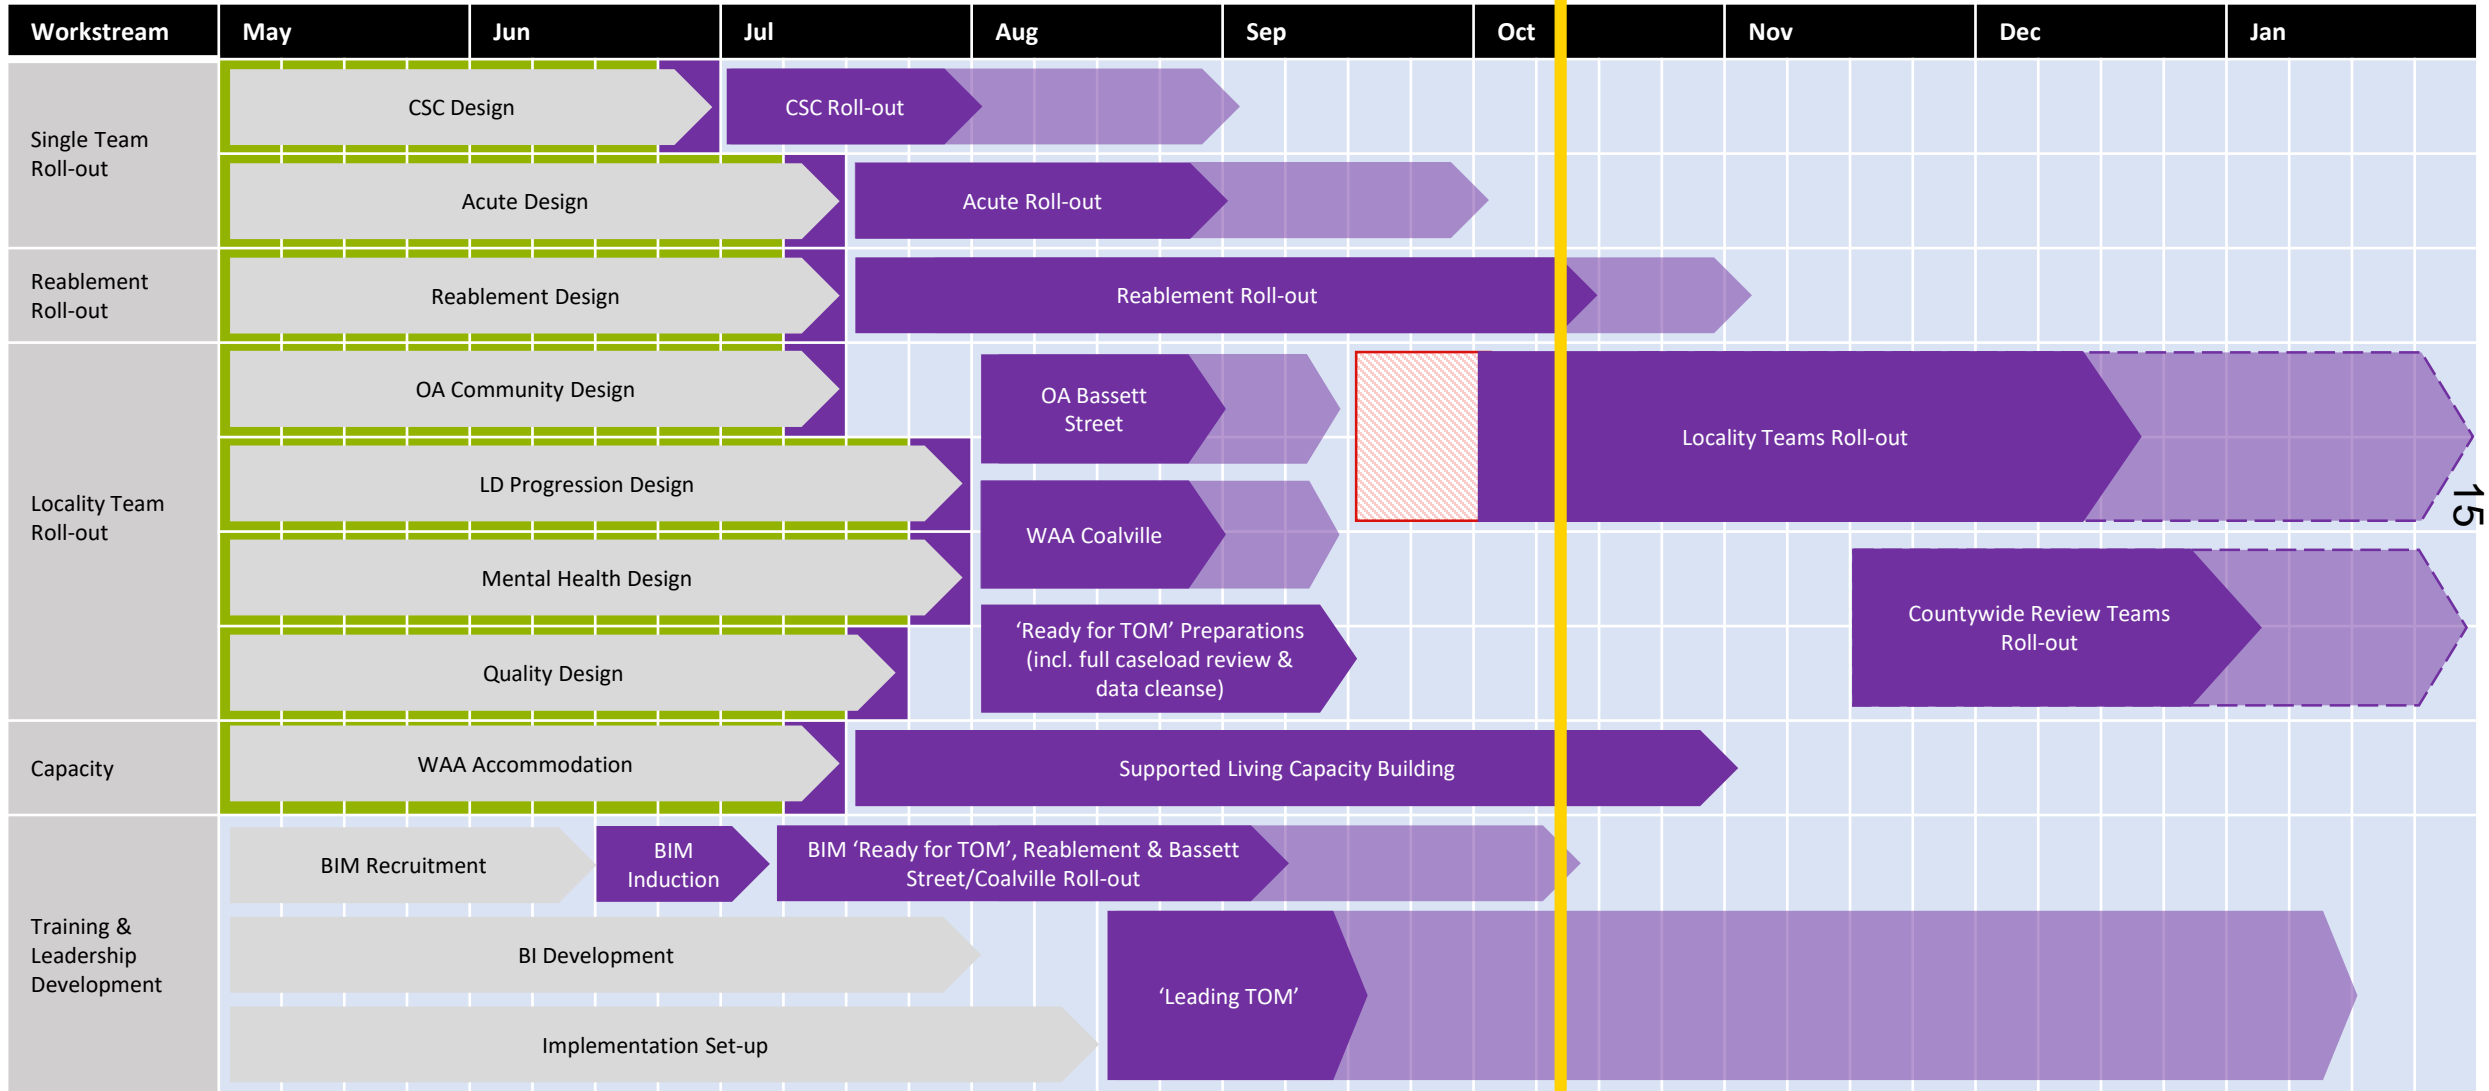 Workstream May Jun Jul Aug Sep Oct Nov Dec Jan
Single Team
Roll-out
CSC Design
CSC Roll-out
Acute Design
Acute Roll-out
Reablement
Roll-out
Reablement Design
Reablement Roll-out
Locality Team
Roll-out
OA Community Design
LD Progression Design
Mental Health Design
Quality Design
OA Bassett
Street
WAA Coalville
‘Ready for TOM’ Preparations
(incl. full caseload review &
data cleanse)
Locality Teams Roll-out
Countywide Review Teams
Roll-out
15
Capacity
WAA Accommodation
Supported Living Capacity Building
Training &
Leadership
Development
BIM Recruitment
BIM
Induction
BIM ‘Ready for TOM’, Reablement & Bassett
Street/Coalville Roll-out
BI Development
‘Leading TOM’
Implementation Set-up